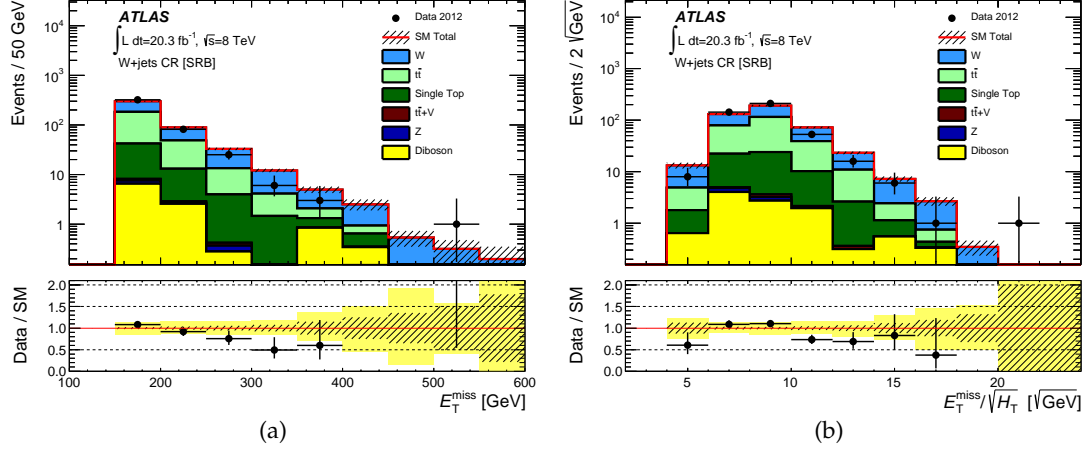 Events / 50 GeV
10⁴
10³
10²
10
1
ATLAS
∫ L dt=20.3 fb⁻¹, √s=8 TeV
W+jets CR [SRB]
Data 2012
SM Total
W
tt̄
Single Top
tt̄+V
Z
Diboson
Data / SM
2.0
1.5
1.0
0.5
0.0
100 200 300 400 500 600
E_T^miss [GeV]
(a)
Events / 2 √GeV
10⁴
10³
10²
10
1
ATLAS
∫ L dt=20.3 fb⁻¹, √s=8 TeV
W+jets CR [SRB]
Data 2012
SM Total
W
tt̄
Single Top
tt̄+V
Z
Diboson
Data / SM
2.0
1.5
1.0
0.5
0.0
5 10 15 20
E_T^miss/√H_T [√GeV]
(b)